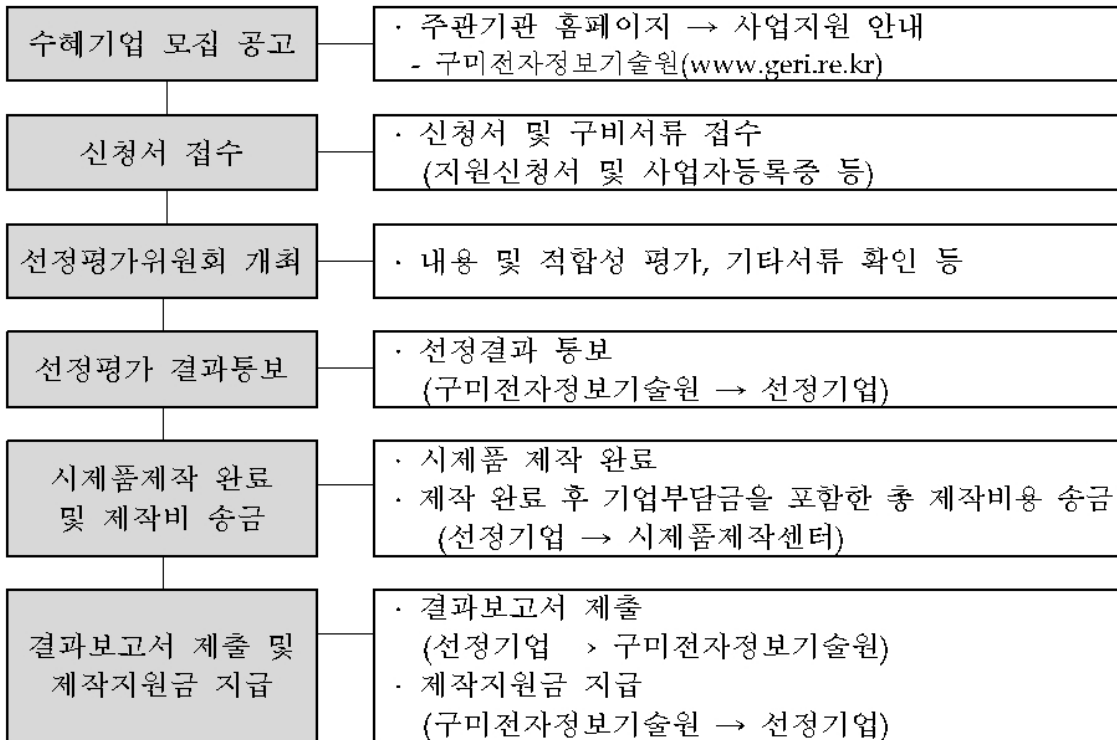 수혜기업 모집 공고
· 주관기관 홈페이지 → 사업지원 안내
- 구미전자정보기술원(www.geri.re.kr)
신청서 접수
· 신청서 및 구비서류 접수
(지원신청서 및 사업자등록증 등)
선정평가위원회 개최
· 내용 및 적합성 평가, 기타서류 확인 등
선정평가 결과통보
· 선정결과 통보
(구미전자정보기술원 → 선정기업)
시제품제작 완료
및 제작비 송금
· 시제품 제작 완료
· 제작 완료 후 기업부담금을 포함한 총 제작비용 송금
(선정기업 → 시제품제작센터)
결과보고서 제출 및
제작지원금 지급
· 결과보고서 제출
(선정기업 → 구미전자정보기술원)
· 제작지원금 지급
(구미전자정보기술원 → 선정기업)